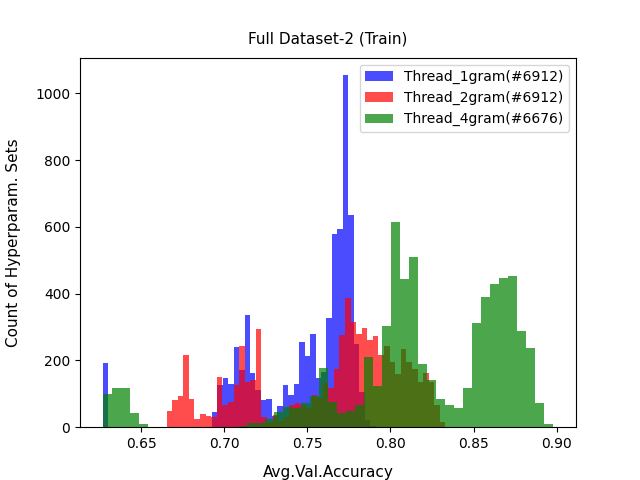 Full Dataset-2 (Train)
Thread_1gram(#6912)
Thread_2gram(#6912)
Thread_4gram(#6676)
Count of Hyperparam. Sets
1000
800
600
400
200
0
0.65 0.70 0.75 0.80 0.85 0.90
Avg.Val.Accuracy